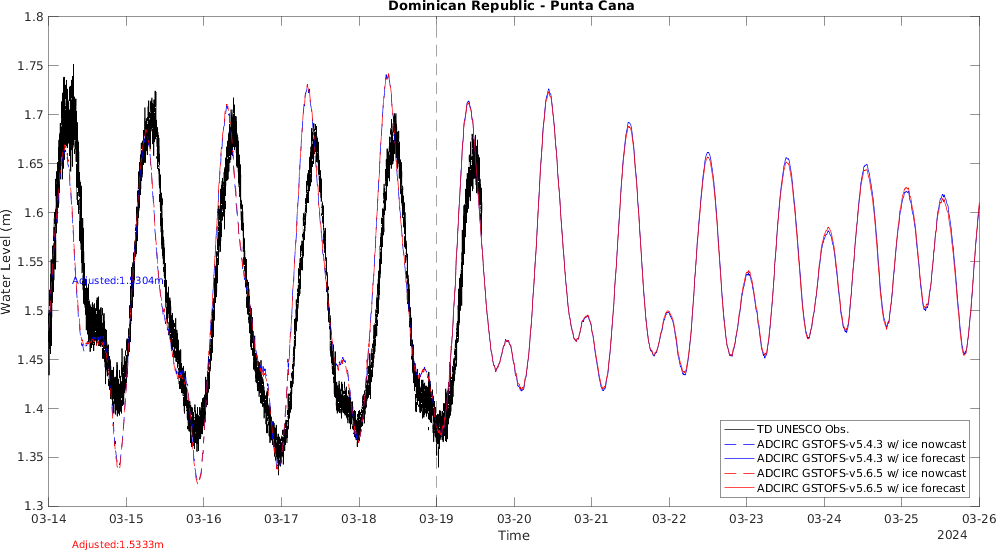 Dominican Republic - Punta Cana
1.8
1.75
1.7
1.65
1.6
1.55
1.5
1.45
1.4
1.35
1.3
Water Level (m)
Adjusted:1.5304m
TD UNESCO Obs.
ADCIRC GSTOFS-v5.4.3 w/ ice nowcast
ADCIRC GSTOFS-v5.4.3 w/ ice forecast
ADCIRC GSTOFS-v5.6.5 w/ ice nowcast
ADCIRC GSTOFS-v5.6.5 w/ ice forecast
03-14 03-15 03-16 03-17 03-18 03-19 03-20 03-21 03-22 03-23 03-24 03-25 03-26
Time
2024
Adjusted:1.5333m